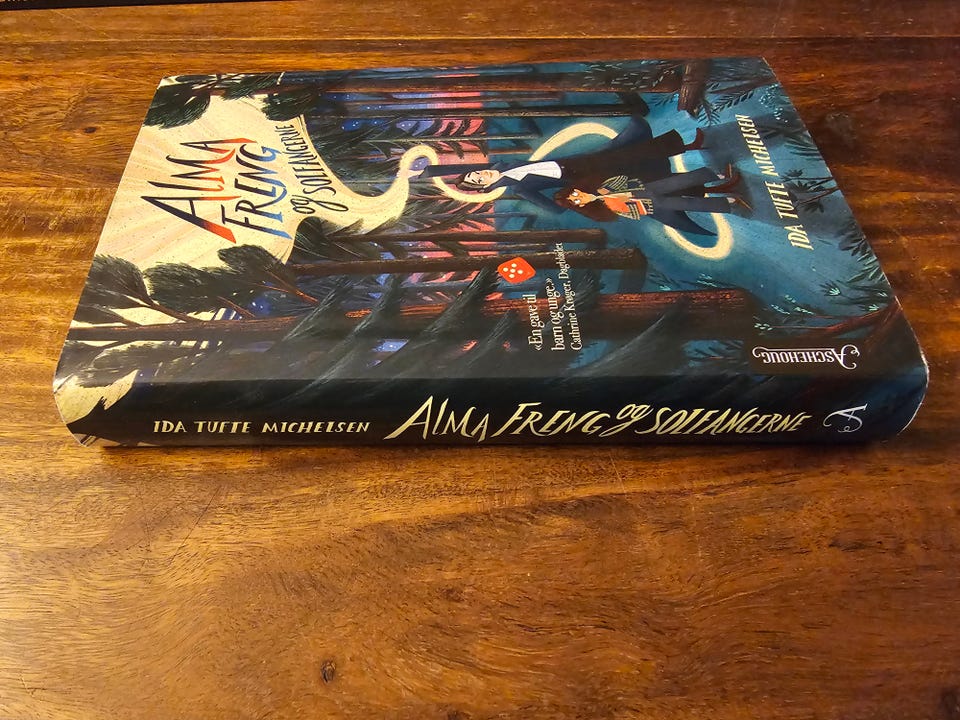 ALMA
FRENG
og
SOLFANGERNE
«En gave til
barn og unge.»
Cathrine Krøger, Dagbladet
IDA TUFTE MICHELSEN
ASCHEHOUG
IDA TUFTE MICHELSEN ALMA FRENG og SOLFANGERNE A